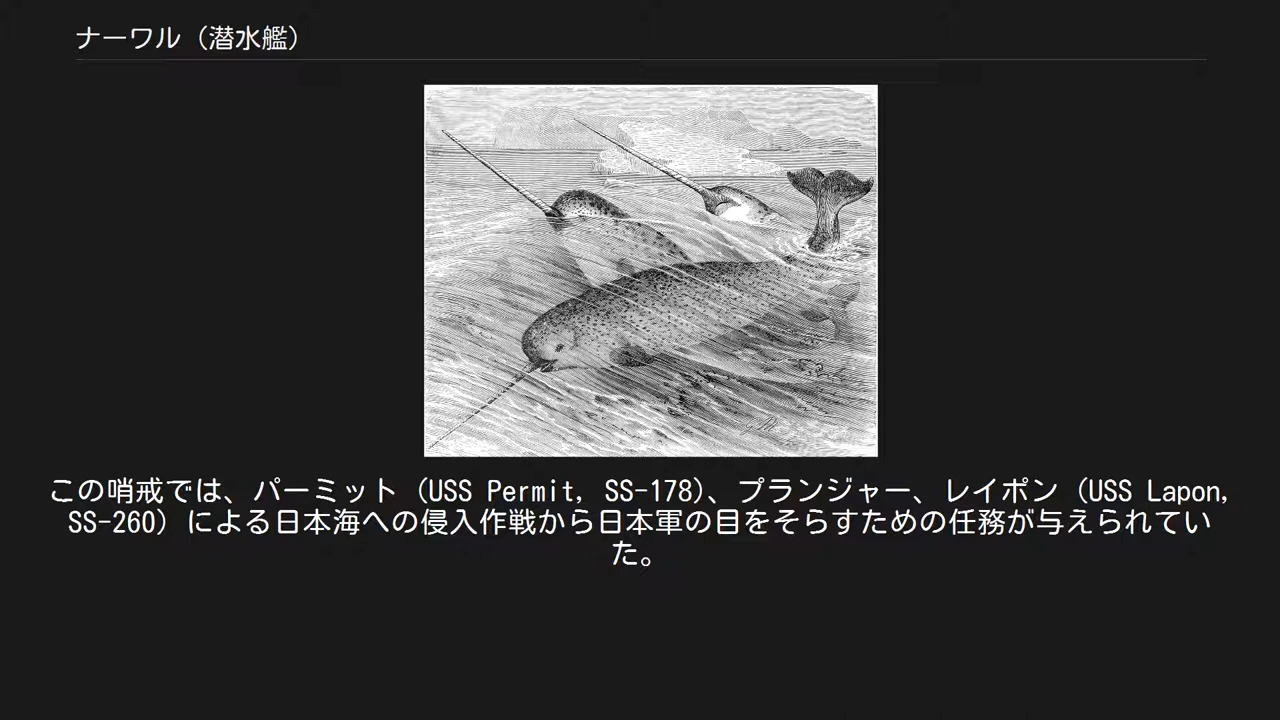 ナーワル（潜水艦）
この哨戒では、パーミット（USS Permit, SS-178）、プランジャー、レイポン（USS Lapon,
SS-260）による日本海への侵入作戦から日本軍の目をそらすための任務が与えられてい
た。